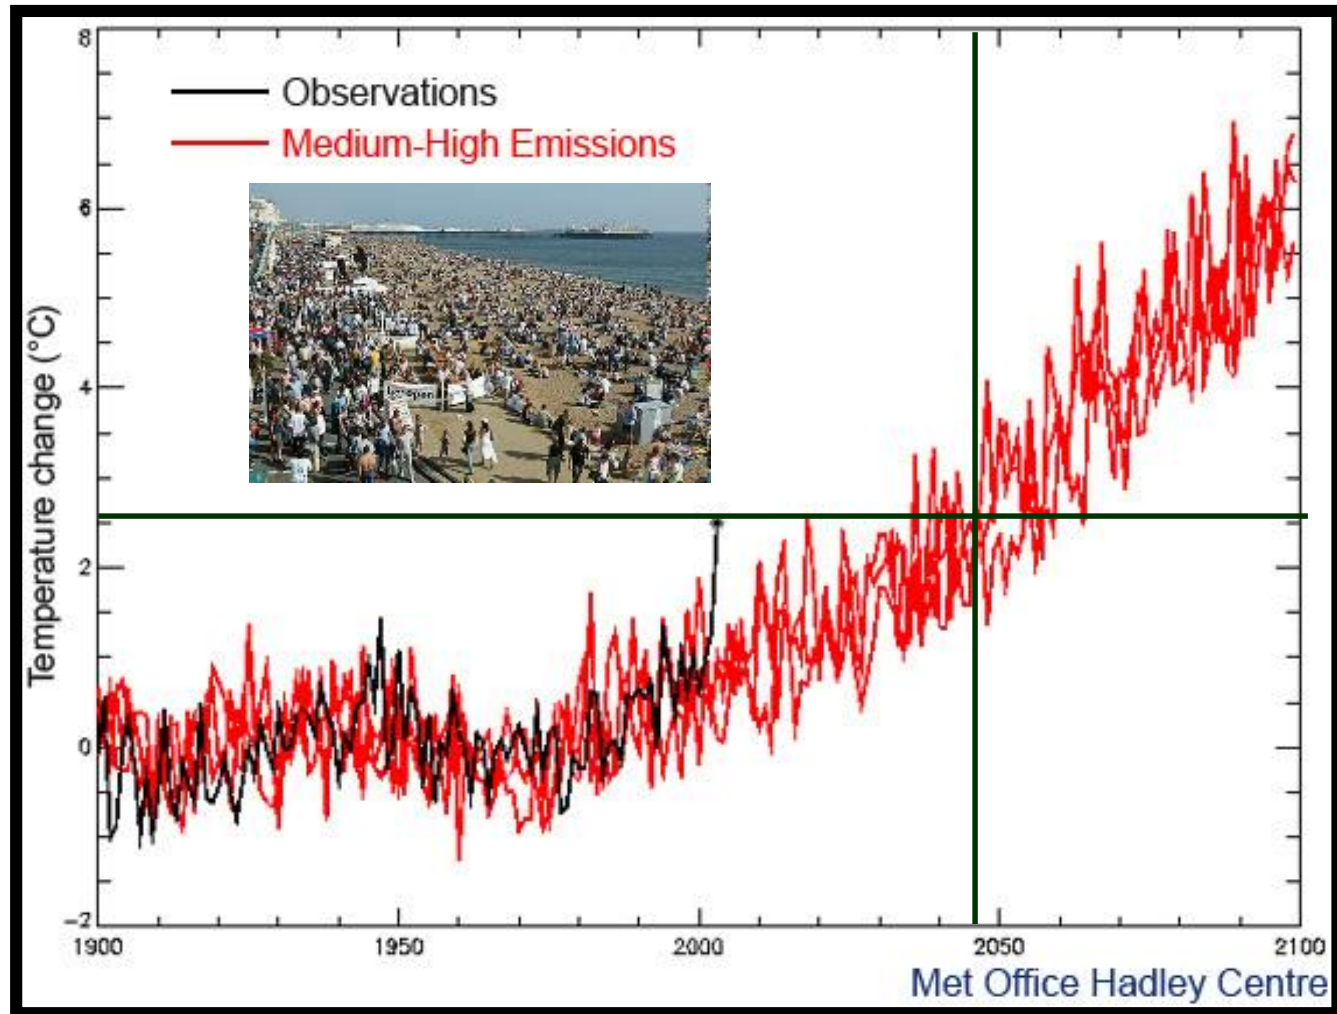 8
Observations
Medium-High Emissions
6
4
2
0
-2
Temperature change (°C)
1900 1950 2000 2050 2100
Met Office Hadley Centre